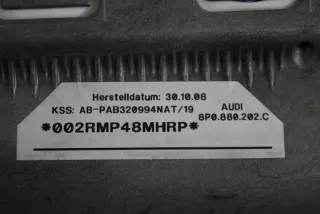 Herstelldatum: 30.10.08
KSS: AB-PAB320994NAT/19 AUDI
*002RMP48MHRP* 8P0.880.202.C